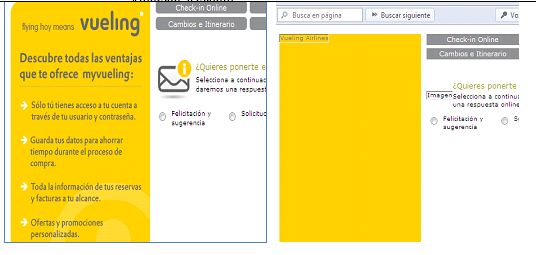 flying hoy means vueling
Descubre todas las ventajas
que te ofrece myvueling:
Sólo tú tienes acceso a tu cuenta a
través de tu usuario y contraseña.
Guarda tus datos para ahorrar
tiempo durante el proceso de
compra.
Toda la información de tus reservas
y facturas a tu alcance.
Ofertas y promociones
personalizadas.
Check-in Online
Cambios e Itinerario
¿Quieres ponerte e
Selecciona a continuac
daremos una respuest
Felicitación y
sugerencia
Solicitud
Busca en página
Buscar siguiente
Vo
Vueling Airlines
Check-in Online
Cambios e Itinerario
¿Quieres ponerte
Imagen
Selecciona a continua
una respuesta online
Felicitación y
sugerencia
S